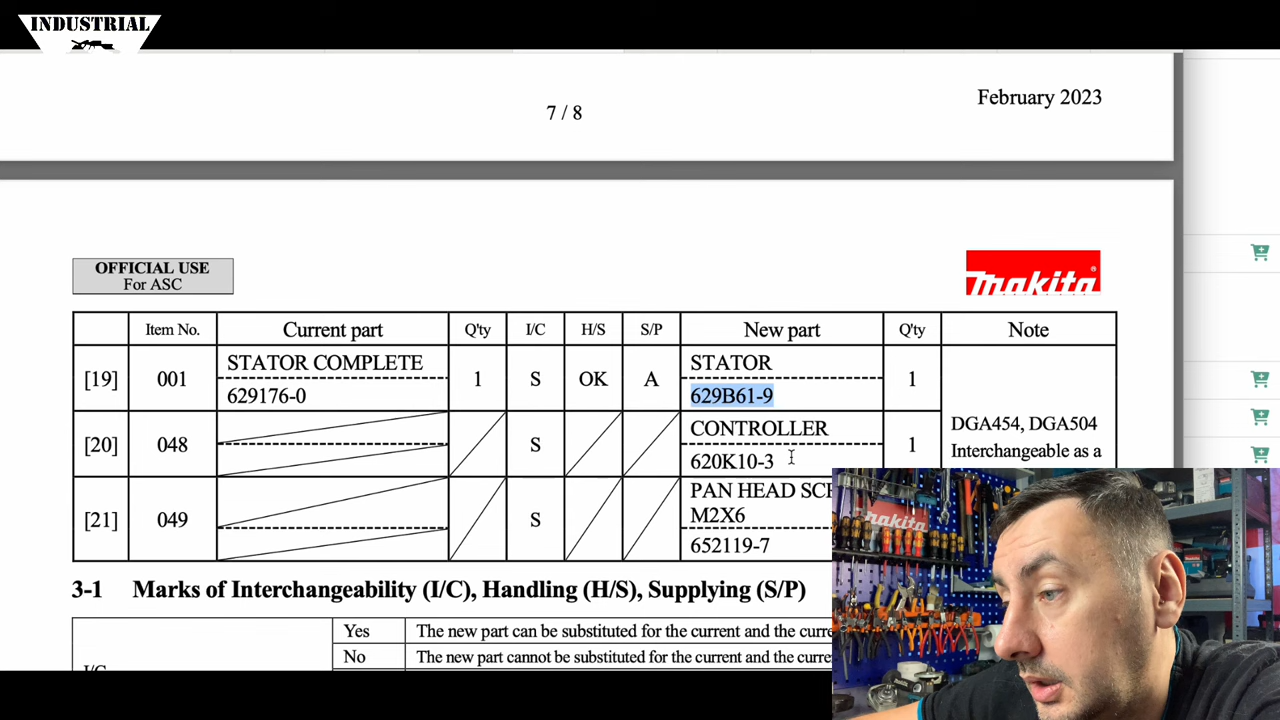 INDUSTRIAL
February 2023
7 / 8
OFFICIAL USE
For ASC
makita
Item No. Current part Q'ty I/C H/S S/P New part Q'ty Note
[19] 001 STATOR COMPLETE 1 S OK A STATOR 1
629176-0 629B61-9
[20] 048 S CONTROLLER 1 DGA454, DGA504
620K10-3 Interchangeable as a
[21] 049 S PAN HEAD
M2X6
652119-7
3-1 Marks of Interchangeability (I/C), Handling (H/S), Supplying (S/P)
Yes The new part can be substituted for the current and the
No The new part cannot be substituted for the current and the
makita